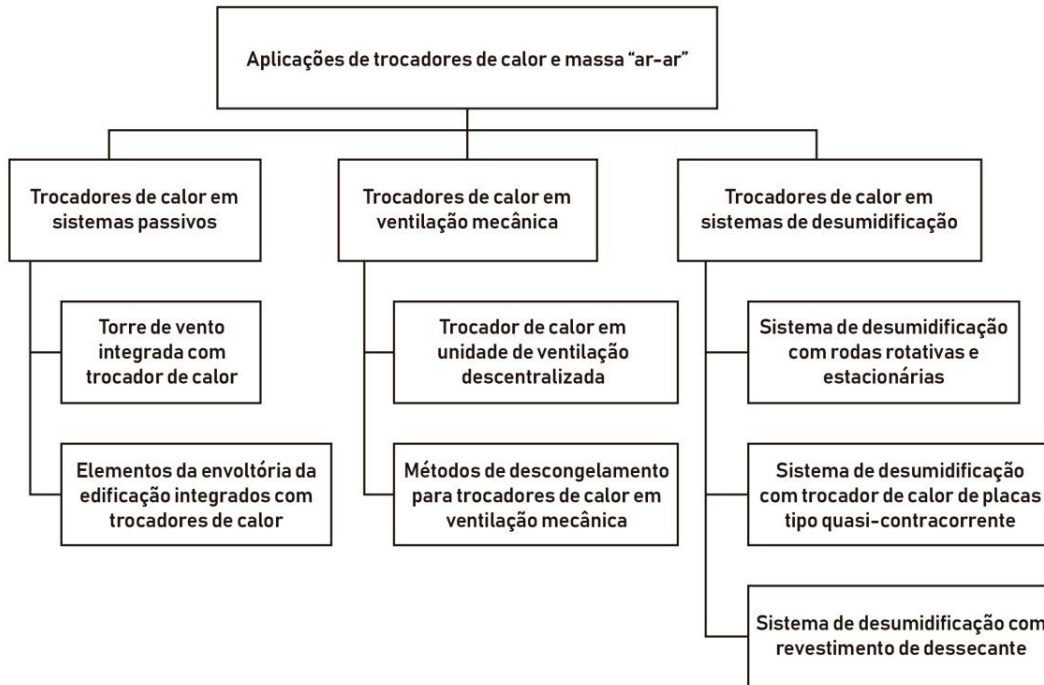 Aplicações de trocadores de calor e massa “ar-ar”
Trocadores de calor em
sistemas passivos
Trocadores de calor em
ventilação mecânica
Trocadores de calor em
sistemas de desumidificação
Torre de vento
integrada com
trocador de calor
Trocador de calor em
unidade de ventilação
descentralizada
Sistema de desumidificação
com rodas rotativas e
estacionárias
Elementos da envoltória da
edificação integrados com
trocadores de calor
Métodos de descongelamento
para trocadores de calor em
ventilação mecânica
Sistema de desumidificação
com trocador de calor de placas
tipo quasi-contracorrente
Sistema de desumidificação com
revestimento de dessecante